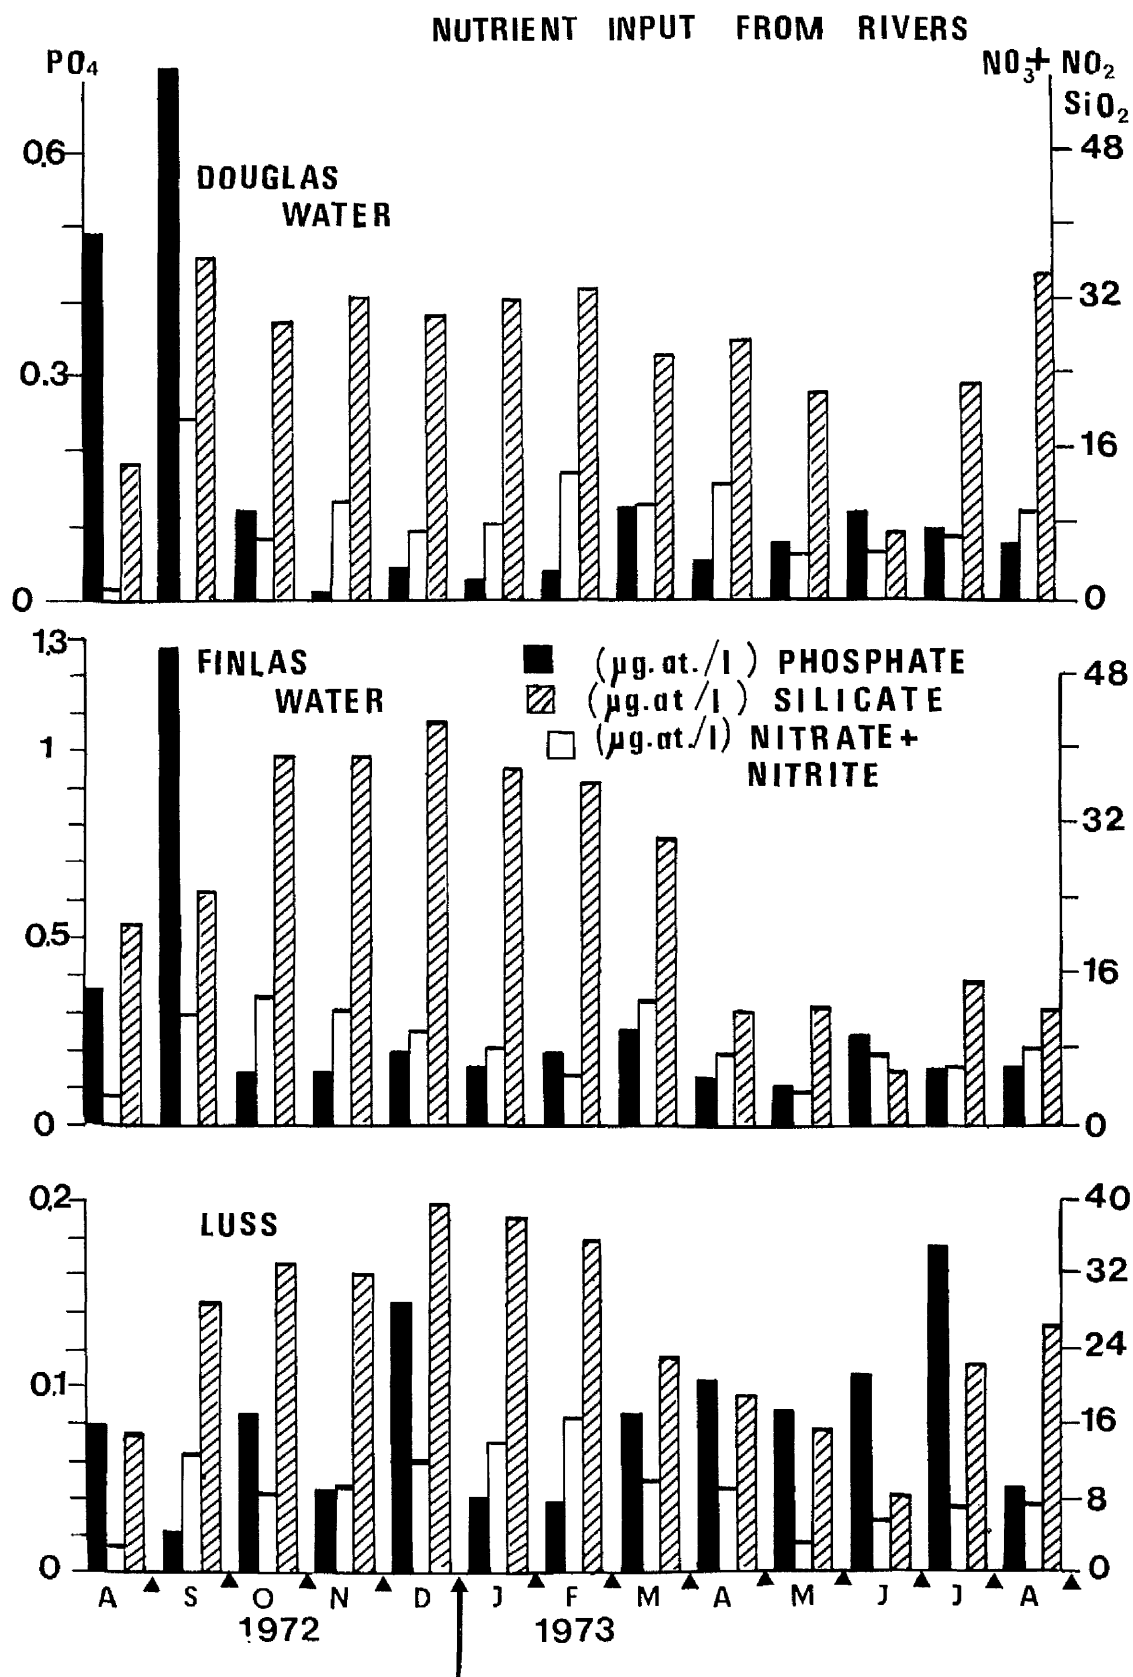 NUTRIENT INPUT FROM RIVERS
PO₄
NO₃+ NO₂
SiO₂
0.6
48
DOUGLAS
WATER
32
0.3
16
0
0
1.3
FINLAS
WATER
(µg.at./l) PHOSPHATE
(µg.at/l) SILICATE
(µg.at./l) NITRATE+
NITRITE
48
1
32
0.5
16
0
0
0.2
LUSS
40
32
24
0.1
16
8
0
0
A S O N D J F M A M J J A
1972 1973